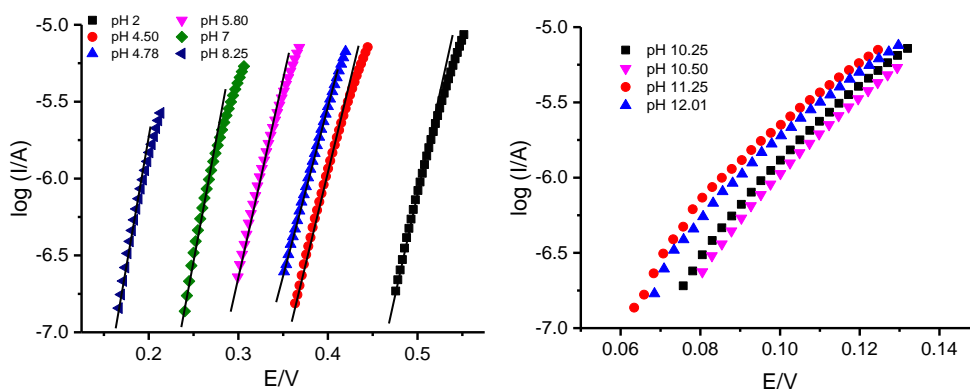 pH 2
pH 4.50
pH 4.78
pH 5.80
pH 7
pH 8.25
log (I/A)
-5.0
-5.5
-6.0
-6.5
-7.0
0.2 0.3 0.4 0.5
E/V
pH 10.25
pH 10.50
pH 11.25
pH 12.01
log (I/A)
-5.0
-5.5
-6.0
-6.5
-7.0
0.06 0.08 0.10 0.12 0.14
E/V